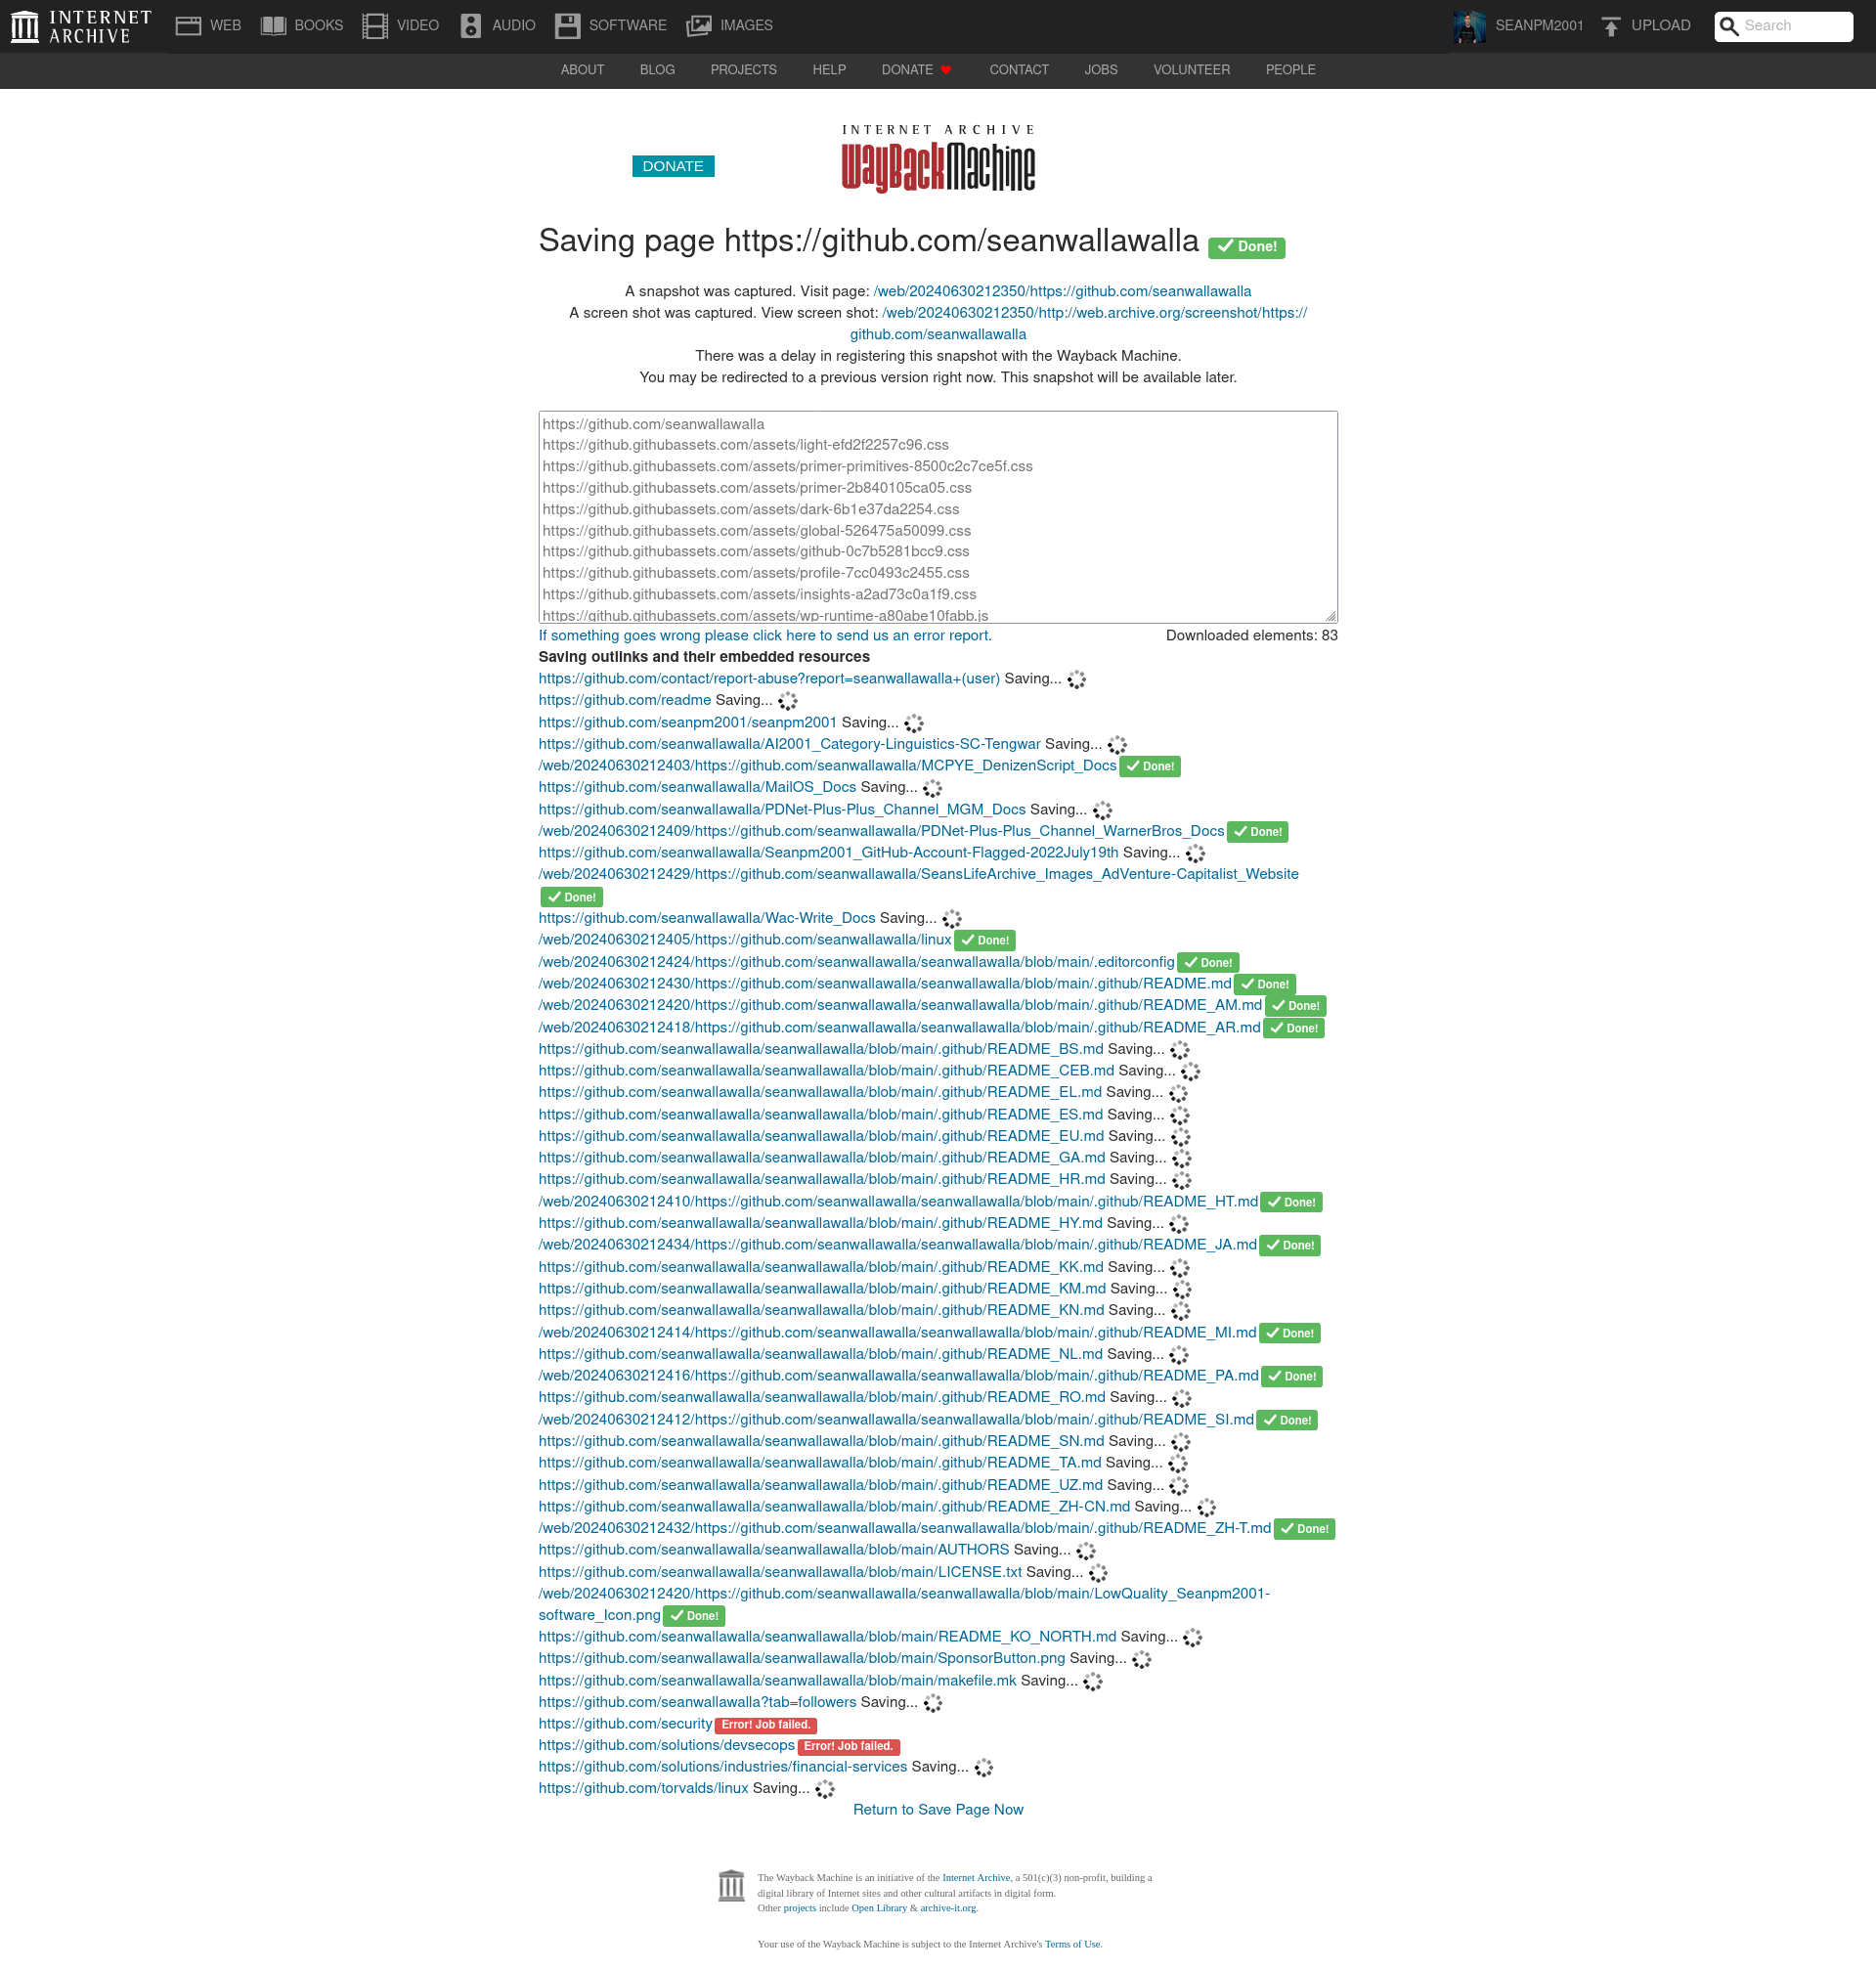 INTERNET
ARCHIVE
WEB BOOKS VIDEO AUDIO SOFTWARE IMAGES SEANPM2001 UPLOAD Search
ABOUT BLOG PROJECTS HELP DONATE CONTACT JOBS VOLUNTEER PEOPLE
INTERNET ARCHIVE
WayBackMachine
DONATE
Saving page https://github.com/seanwallawalla Done!
A snapshot was captured. Visit page: /web/20240630212350/https://github.com/seanwallawalla
A screen shot was captured. View screen shot: /web/20240630212350/http://web.archive.org/screenshot/https://
github.com/seanwallawalla
There was a delay in registering this snapshot with the Wayback Machine.
You may be redirected to a previous version right now. This snapshot will be available later.
https://github.com/seanwallawalla
https://github.githubassets.com/assets/light-efd2f2257c96.css
https://github.githubassets.com/assets/primer-primitives-8500c2c7ce5f.css
https://github.githubassets.com/assets/primer-2b840105ca05.css
https://github.githubassets.com/assets/dark-6b1e37da2254.css
https://github.githubassets.com/assets/global-526475a50099.css
https://github.githubassets.com/assets/github-0c7b5281bcc9.css
https://github.githubassets.com/assets/profile-7cc0493c2455.css
https://github.githubassets.com/assets/insights-a2ad73c0a1f9.css
https://github.githubassets.com/assets/wp-runtime-a80abe10fabb.js
If something goes wrong please click here to send us an error report. Downloaded elements: 83
Saving outlinks and their embedded resources
https://github.com/contact/report-abuse?report=seanwallawalla+(user) Saving...
https://github.com/readme Saving...
https://github.com/seanpm2001/seanpm2001 Saving...
https://github.com/seanwallawalla/AI2001_Category-Linguistics-SC-Tengwar Saving...
/web/20240630212403/https://github.com/seanwallawalla/MCPYE_DenizenScript_Docs Done!
https://github.com/seanwallawalla/MailOS_Docs Saving...
https://github.com/seanwallawalla/PDNet-Plus-Plus_Channel_MGM_Docs Saving...
/web/20240630212409/https://github.com/seanwallawalla/PDNet-Plus-Plus_Channel_WarnerBros_Docs Done!
https://github.com/seanwallawalla/Seanpm2001_GitHub-Account-Flagged-2022July19th Saving...
/web/20240630212429/https://github.com/seanwallawalla/SeansLifeArchive_Images_AdVenture-Capitalist_Website
Done!
https://github.com/seanwallawalla/Wac-Write_Docs Saving...
/web/20240630212405/https://github.com/seanwallawalla/linux Done!
/web/20240630212424/https://github.com/seanwallawalla/seanwallawalla/blob/main/.editorconfig Done!
/web/20240630212430/https://github.com/seanwallawalla/seanwallawalla/blob/main/.github/README.md Done!
/web/20240630212420/https://github.com/seanwallawalla/seanwallawalla/blob/main/.github/README_AM.md Done!
/web/20240630212418/https://github.com/seanwallawalla/seanwallawalla/blob/main/.github/README_AR.md Done!
https://github.com/seanwallawalla/seanwallawalla/blob/main/.github/README_BS.md Saving...
https://github.com/seanwallawalla/seanwallawalla/blob/main/.github/README_CEB.md Saving...
https://github.com/seanwallawalla/seanwallawalla/blob/main/.github/README_EL.md Saving...
https://github.com/seanwallawalla/seanwallawalla/blob/main/.github/README_ES.md Saving...
https://github.com/seanwallawalla/seanwallawalla/blob/main/.github/README_EU.md Saving...
https://github.com/seanwallawalla/seanwallawalla/blob/main/.github/README_GA.md Saving...
https://github.com/seanwallawalla/seanwallawalla/blob/main/.github/README_HR.md Saving...
/web/20240630212410/https://github.com/seanwallawalla/seanwallawalla/blob/main/.github/README_HT.md Done!
https://github.com/seanwallawalla/seanwallawalla/blob/main/.github/README_HY.md Saving...
/web/20240630212434/https://github.com/seanwallawalla/seanwallawalla/blob/main/.github/README_JA.md Done!
https://github.com/seanwallawalla/seanwallawalla/blob/main/.github/README_KK.md Saving...
https://github.com/seanwallawalla/seanwallawalla/blob/main/.github/README_KM.md Saving...
https://github.com/seanwallawalla/seanwallawalla/blob/main/.github/README_KN.md Saving...
/web/20240630212414/https://github.com/seanwallawalla/seanwallawalla/blob/main/.github/README_MI.md Done!
https://github.com/seanwallawalla/seanwallawalla/blob/main/.github/README_NL.md Saving...
/web/20240630212416/https://github.com/seanwallawalla/seanwallawalla/blob/main/.github/README_PA.md Done!
https://github.com/seanwallawalla/seanwallawalla/blob/main/.github/README_RO.md Saving...
/web/20240630212412/https://github.com/seanwallawalla/seanwallawalla/blob/main/.github/README_SI.md Done!
https://github.com/seanwallawalla/seanwallawalla/blob/main/.github/README_SN.md Saving...
https://github.com/seanwallawalla/seanwallawalla/blob/main/.github/README_TA.md Saving...
https://github.com/seanwallawalla/seanwallawalla/blob/main/.github/README_UZ.md Saving...
https://github.com/seanwallawalla/seanwallawalla/blob/main/.github/README_ZH-CN.md Saving...
/web/20240630212432/https://github.com/seanwallawalla/seanwallawalla/blob/main/.github/README_ZH-T.md Done!
https://github.com/seanwallawalla/seanwallawalla/blob/main/AUTHORS Saving...
https://github.com/seanwallawalla/seanwallawalla/blob/main/LICENSE.txt Saving...
/web/20240630212420/https://github.com/seanwallawalla/seanwallawalla/blob/main/LowQuality_Seanpm2001-
software_Icon.png Done!
https://github.com/seanwallawalla/seanwallawalla/blob/main/README_KO_NORTH.md Saving...
https://github.com/seanwallawalla/seanwallawalla/blob/main/SponsorButton.png Saving...
https://github.com/seanwallawalla/seanwallawalla/blob/main/makefile.mk Saving...
https://github.com/seanwallawalla?tab=followers Saving...
https://github.com/security Error! Job failed.
https://github.com/solutions/devsecops Error! Job failed.
https://github.com/solutions/industries/financial-services Saving...
https://github.com/torvalds/linux Saving...
Return to Save Page Now
The Wayback Machine is an initiative of the Internet Archive, a 501(c)(3) non-profit, building a
digital library of Internet sites and other cultural artifacts in digital form.
Other projects include Open Library & archive-it.org.
Your use of the Wayback Machine is subject to the Internet Archive's Terms of Use.